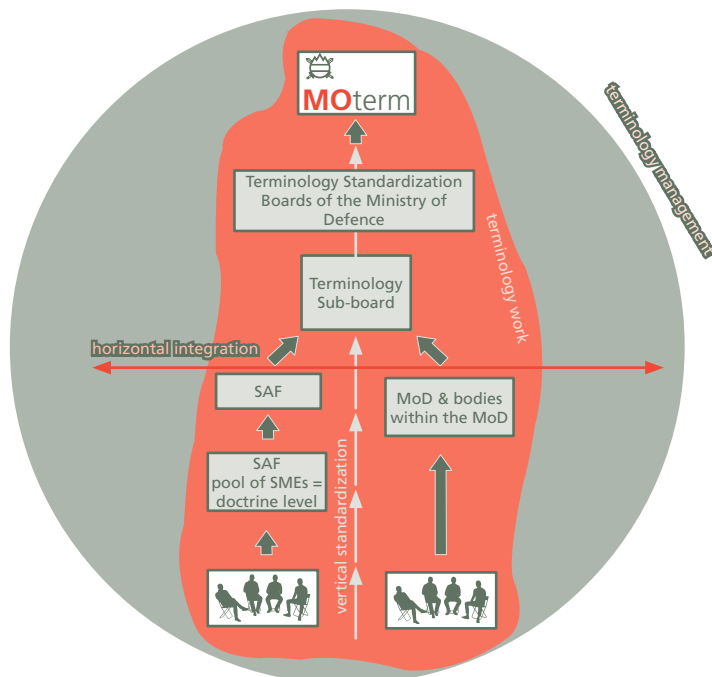 MOterm
terminology management
Terminology Standardization
Boards of the Ministry of
Defence
terminology work
Terminology
Sub-board
horizontal integration
SAF
MoD & bodies
within the MoD
SAF
pool of SMEs =
doctrine level
vertical standardization